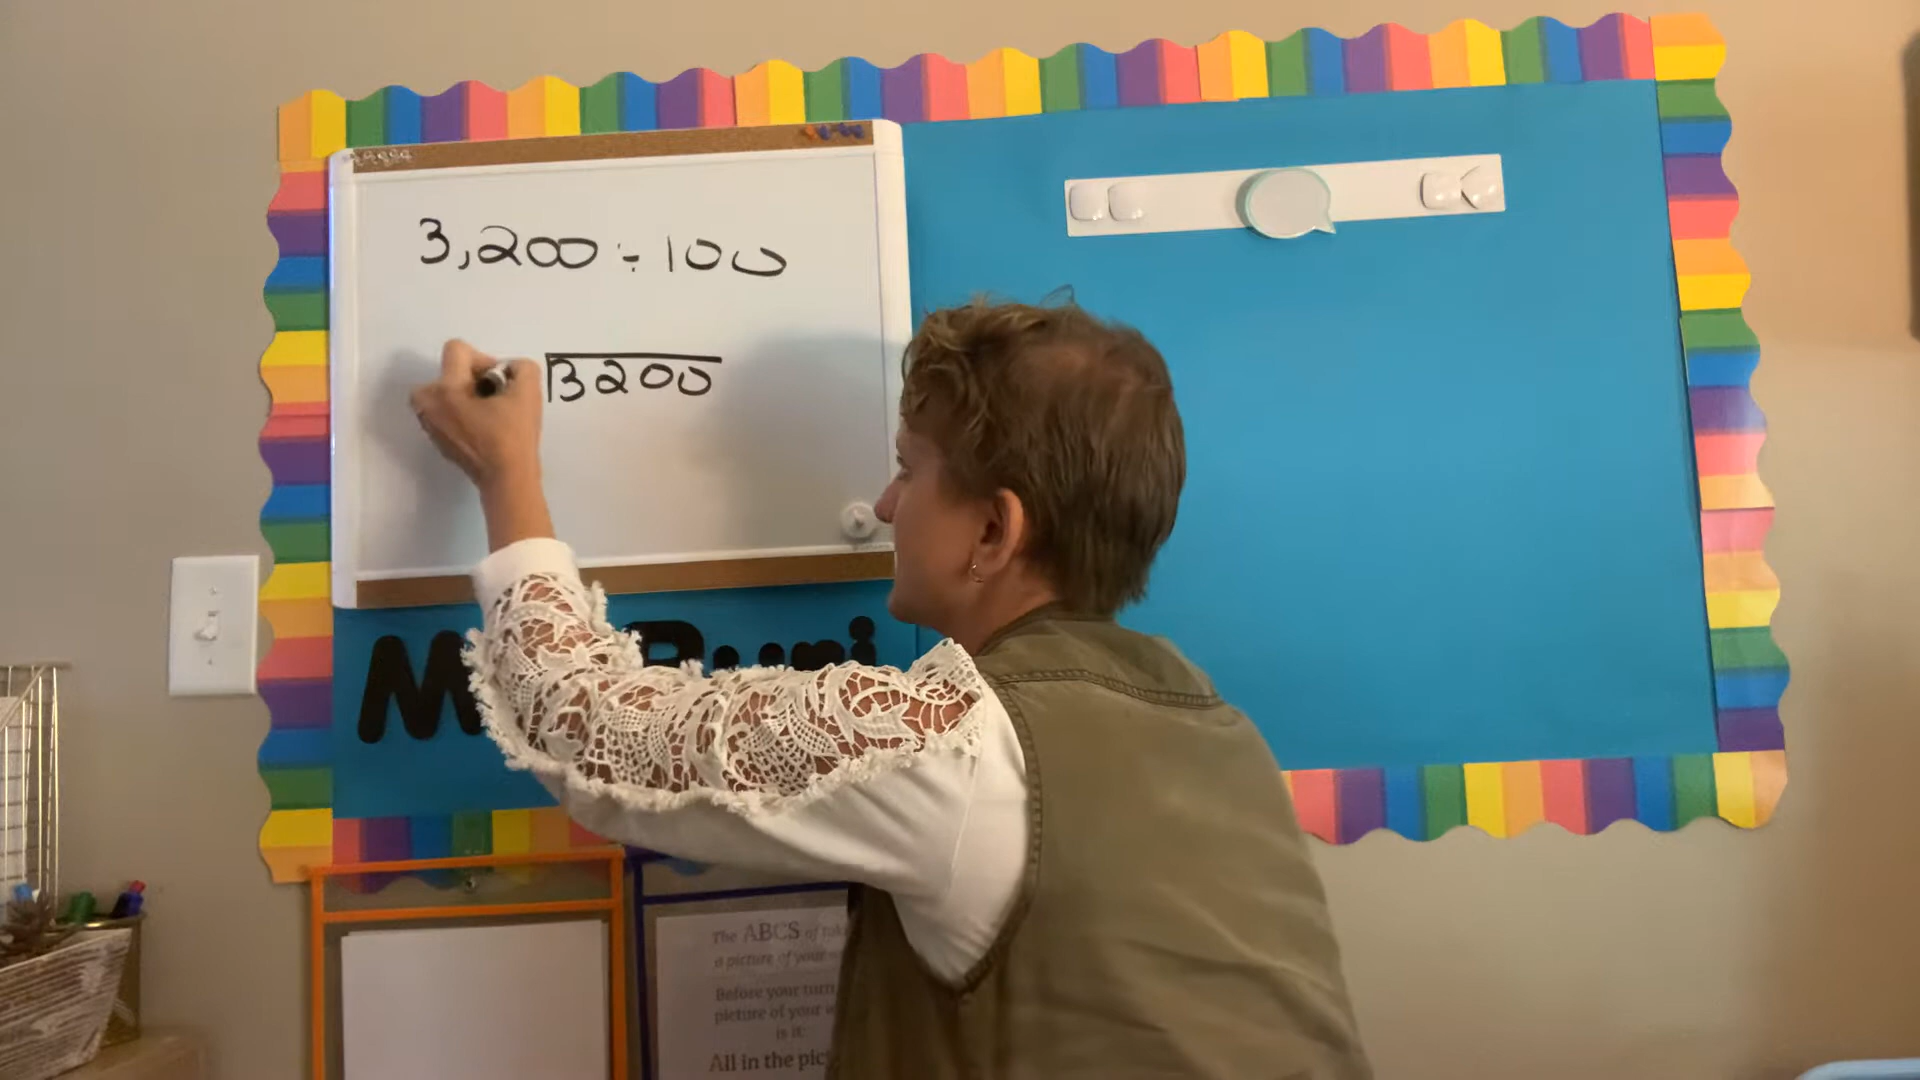 3,200 ÷ 100
3200
The ABCS of
a picture of your
Before your turn
picture of your
is it:
All in the